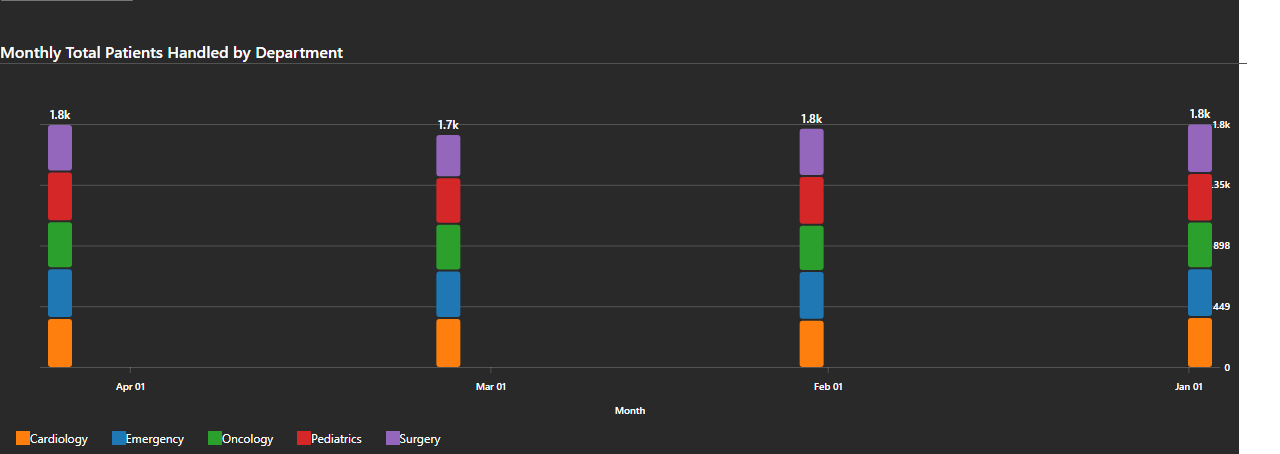 Monthly Total Patients Handled by Department
1.8k 1.7k 1.8k 1.8k
1.8k
.35k
898
449
0
Apr 01 Mar 01 Feb 01 Jan 01
Month
Cardiology Emergency Oncology Pediatrics Surgery